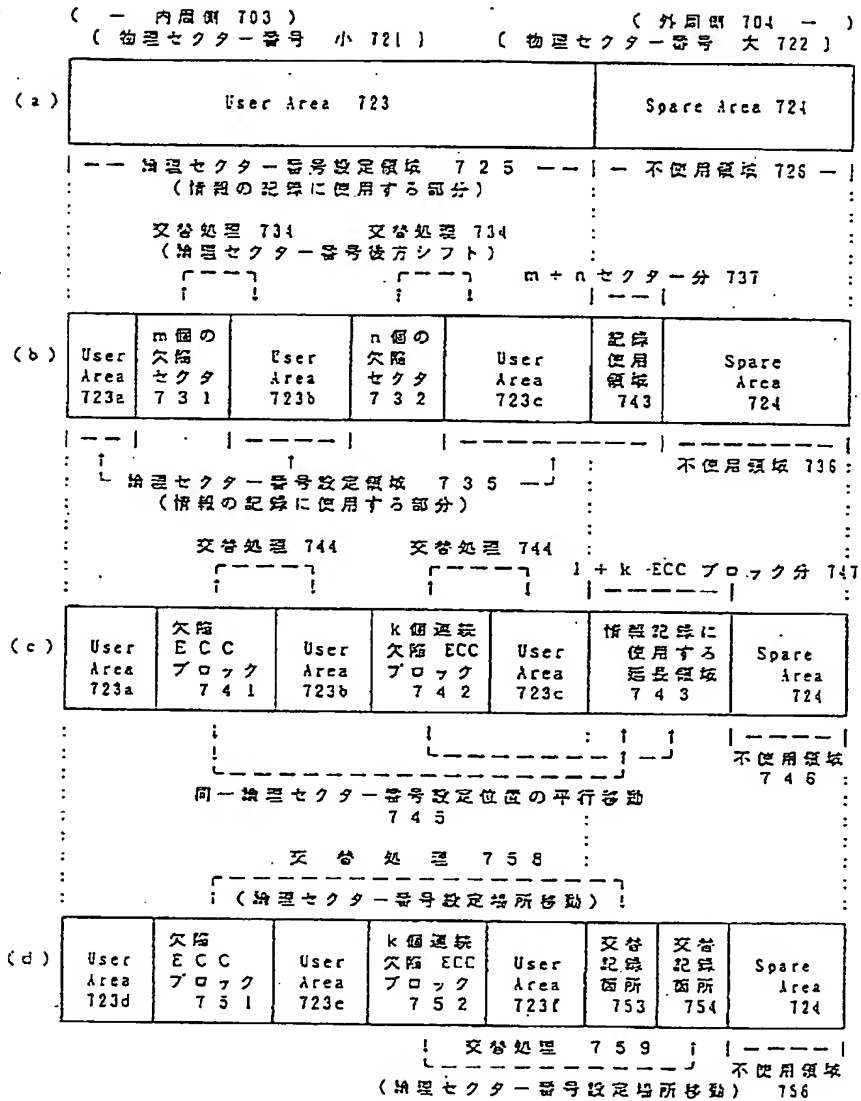 ( — 内周側 703 )
( 外周側 704 — )
( 物理セクター番号 小 721 )
( 物理セクター番号 大 722 )
(a)
User Area 723
Spare Area 724
論理セクター番号設定領域 725
不使用領域 726
(情報の記録に使用する部分)
交替処理 734
交替処理 734
(論理セクター番号後方シフト)
m+nセクター分 737
(b)
User Area 723a
m個の欠陥セクタ 731
User Area 723b
n個の欠陥セクタ 732
User Area 723c
記録使用領域 743
Spare Area 724
論理セクター番号設定領域 735
不使用領域 736
(情報の記録に使用する部分)
交替処理 744
交替処理 744
1+k ECCブロック分 747
(c)
User Area 723a
欠陥ECCブロック 741
User Area 723b
k個連続欠陥ECCブロック 742
User Area 723c
情報記録に使用する延長領域 743
Spare Area 724
不使用領域 746
同一論理セクター番号設定位置の平行移動
745
交替処理 758
(論理セクター番号設定場所移動)
(d)
User Area 723d
欠陥ECCブロック 751
User Area 723e
k個連続欠陥ECCブロック 752
User Area 723f
交替記録箇所 753
交替記録箇所 754
Spare Area 724
交替処理 759
不使用領域 756
(論理セクター番号設定場所移動)